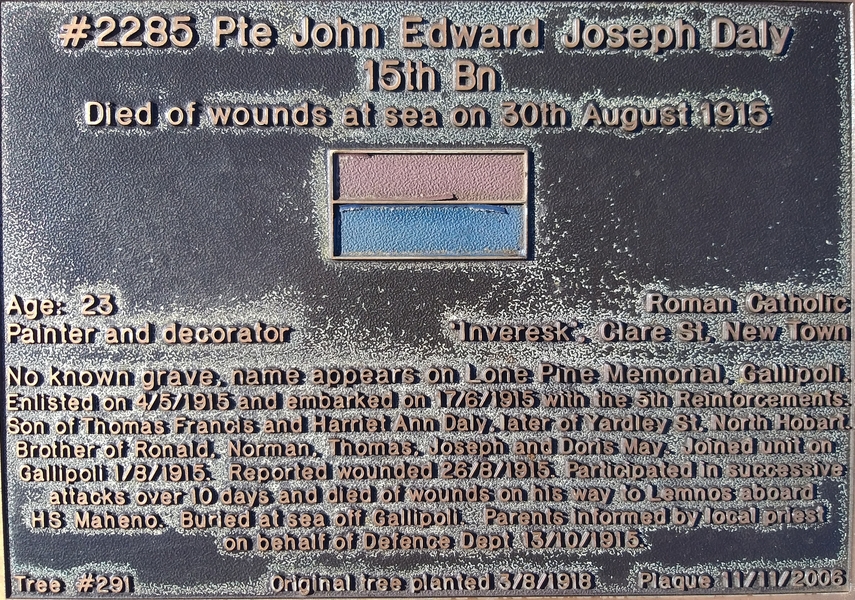 #2285 Pte John Edward Joseph Daly
15th Bn
Died of wounds at sea on 30th August 1915
Age: 23 Roman Catholic
Painter and decorator "Inveresk", Clare St, New Town
No known grave, name appears on Lone Pine Memorial, Gallipoli.
Enlisted on 4/5/1915 and embarked on 17/6/1915 with the 5th Reinforcements.
Son of Thomas Francis and Harriet Ann Daly, later of Yardley St, North Hobart.
Brother of Ronald, Norman, Thomas, Joseph and Doris May. Joined unit on
Gallipoli 1/8/1915. Reported wounded 26/8/1915. Participated in successive
attacks over 10 days and died of wounds on his way to Lemnos aboard
HS Maheno. Buried at sea off Gallipoli. Parents informed by local priest
on behalf of Defence Dept 13/10/1915.
Tree #291 Original tree planted 3/8/1918 Plaque 11/11/2006